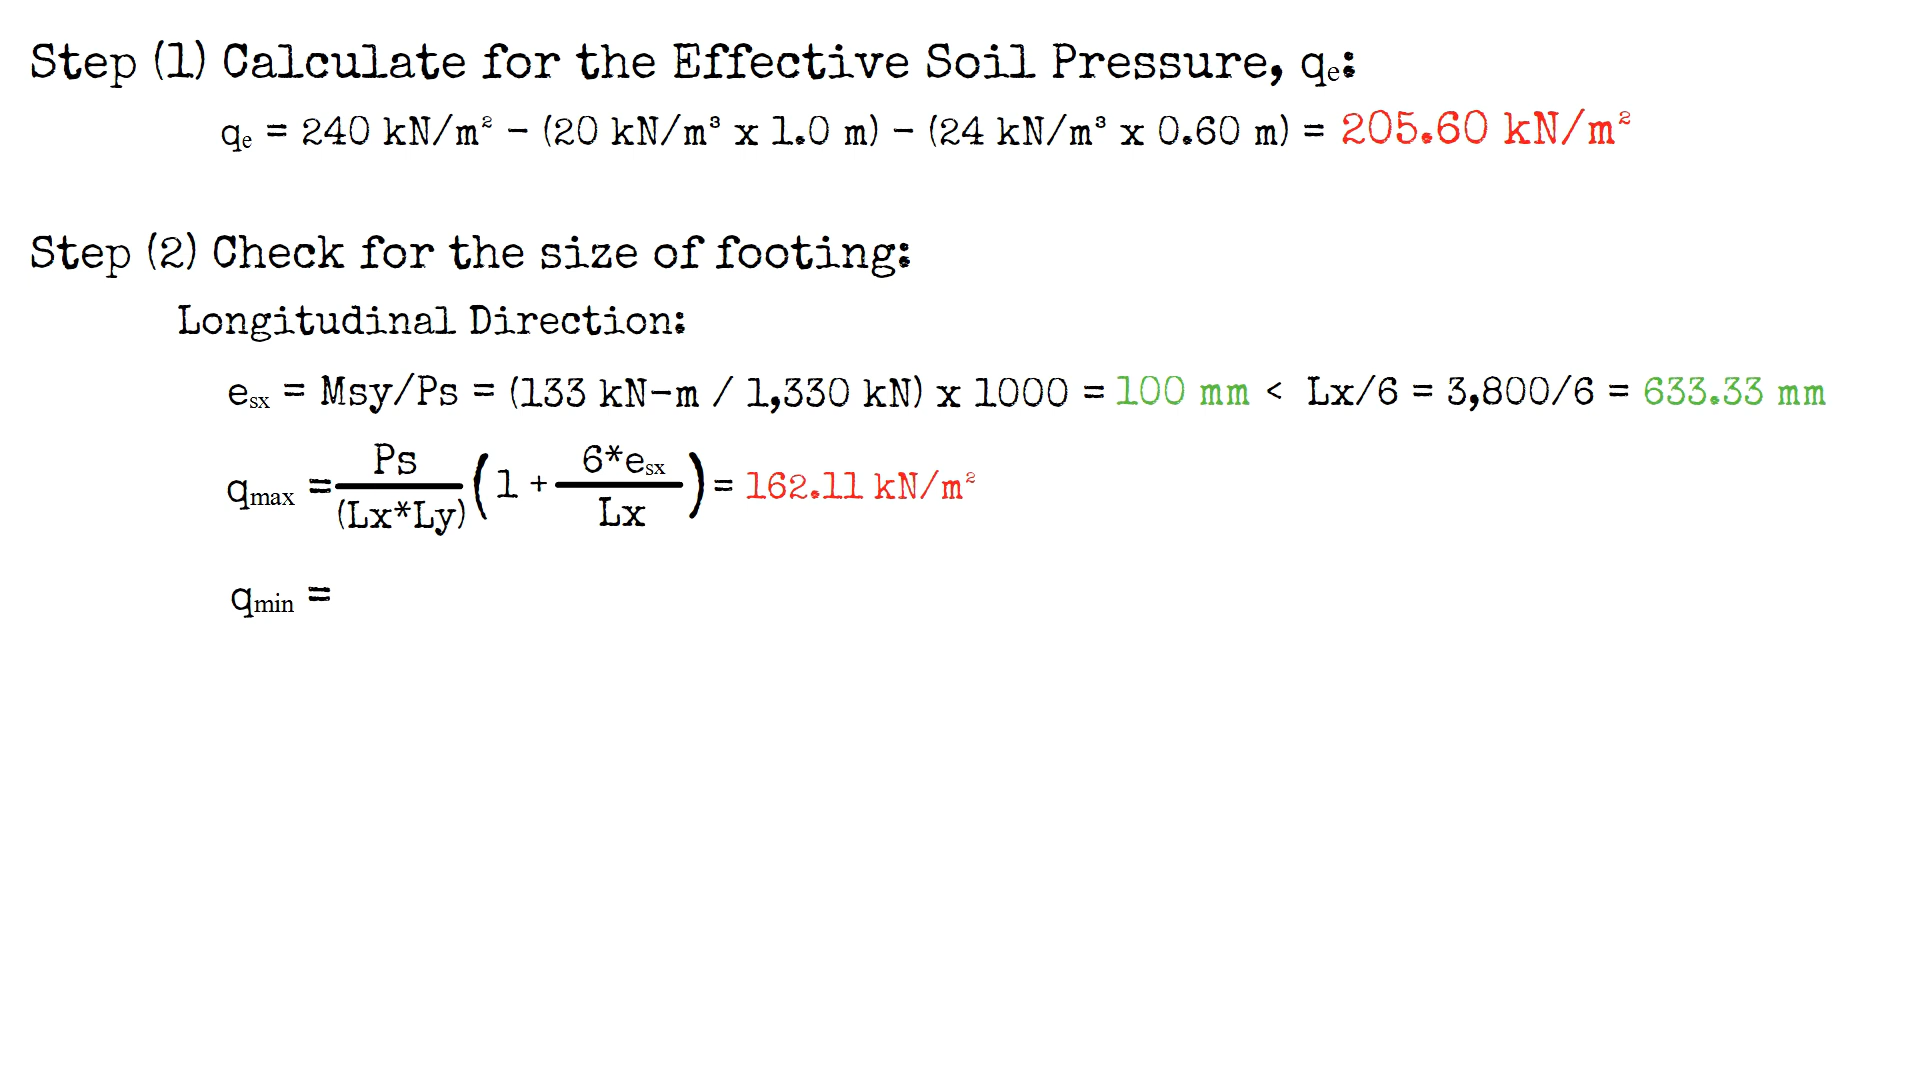 Step (1) Calculate for the Effective Soil Pressure, qe:
qe = 240 kN/m² - (20 kN/m³ x 1.0 m) - (24 kN/m³ x 0.60 m) = 205.60 kN/m²
Step (2) Check for the size of footing:
Longitudinal Direction:
esx = Msy/Ps = (133 kN-m / 1,330 kN) x 1000 = 100 mm < Lx/6 = 3,800/6 = 633.33 mm
qmax = Ps/(Lx*Ly) (1 + 6*esx/Lx) = 162.11 kN/m²
qmin =